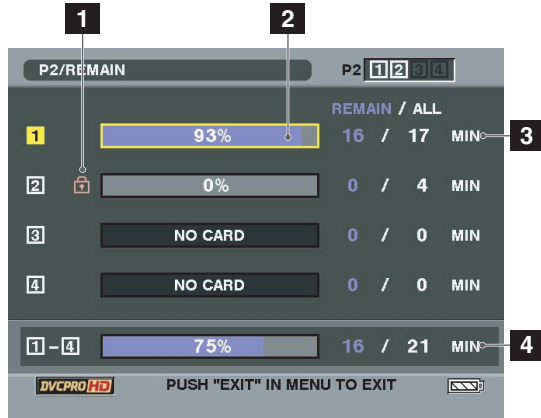 1 2
P2/REMAIN P2 1 2 3 4
REMAIN / ALL
1 93% 16 / 17 MIN 3
2 0% 0 / 4 MIN
3 NO CARD 0 / 0 MIN
4 NO CARD 0 / 0 MIN
1-4 75% 16 / 21 MIN 4
DVCPRO HD PUSH "EXIT" IN MENU TO EXIT